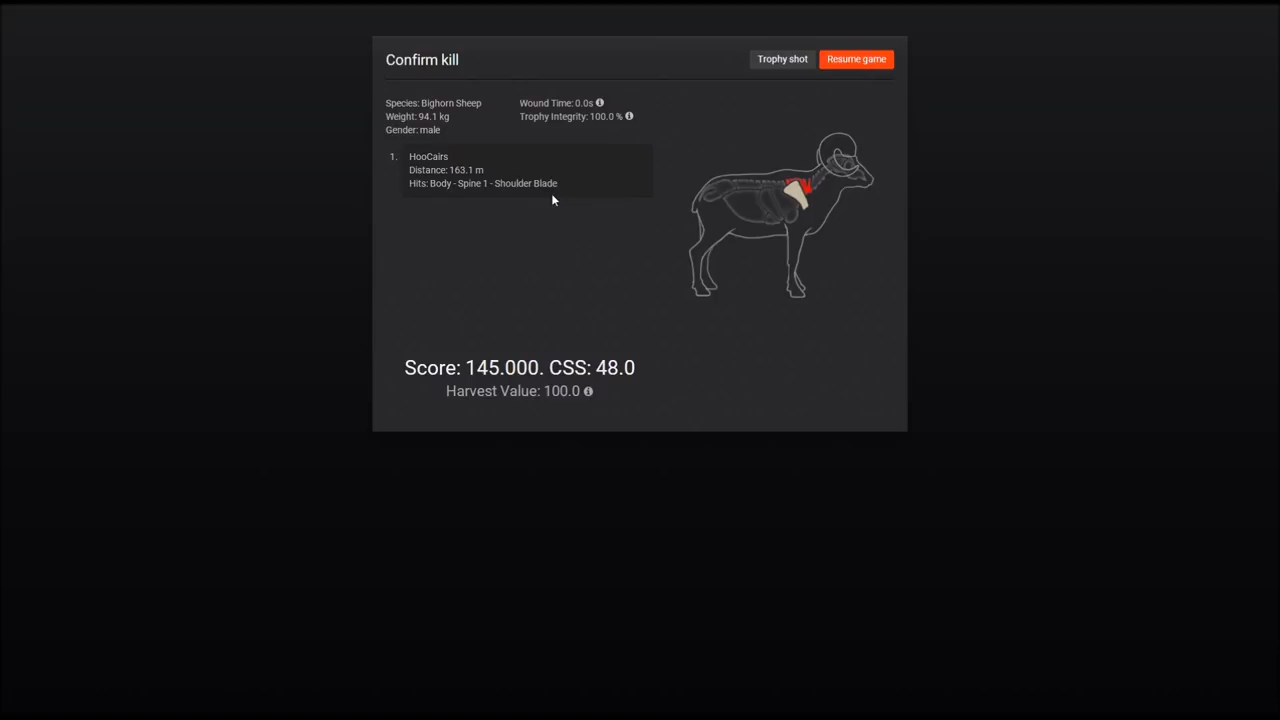 Confirm kill
Trophy shot
Resume game
Species: Bighorn Sheep
Weight: 94.1 kg
Gender: male
Wound Time: 0.0s
Trophy Integrity: 100.0 %
1.
HooCairs
Distance: 163.1 m
Hits: Body - Spine 1 - Shoulder Blade
Score: 145.000. CSS: 48.0
Harvest Value: 100.0